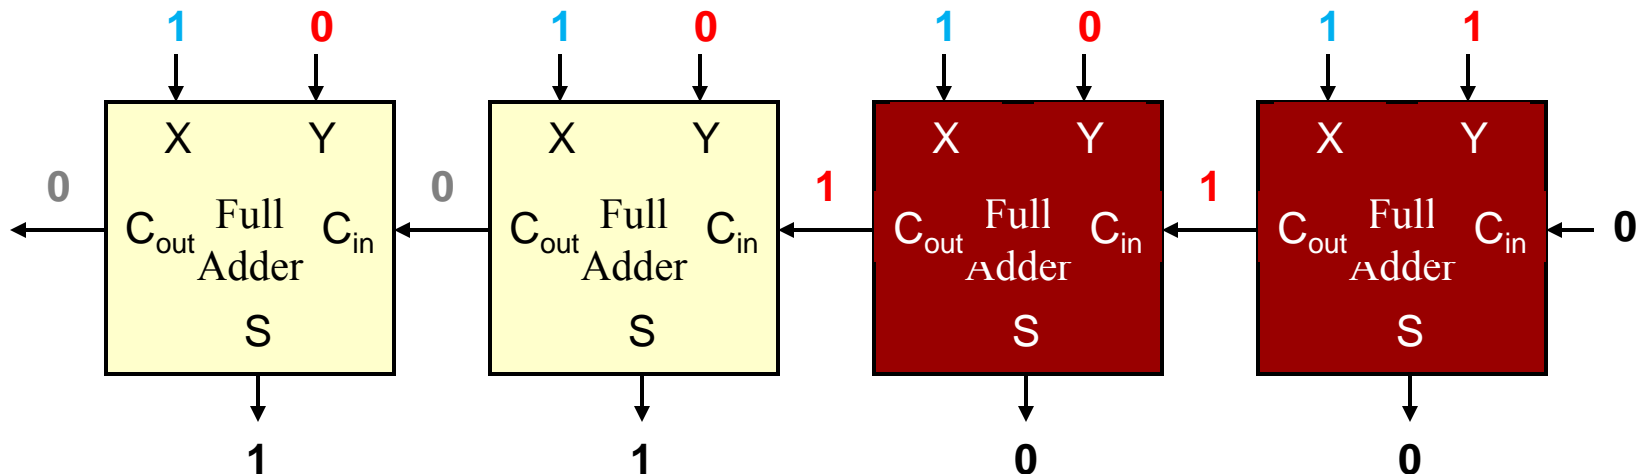 1 0 1 0 1 0 1 1
X Y X Y X Y X Y
0 0 1 1
Full Full Full Full
Cout Cin Cout Cin Cout Cin Cout Cin 0
Adder Adder Adder Adder
S S S S
1 1 0 0